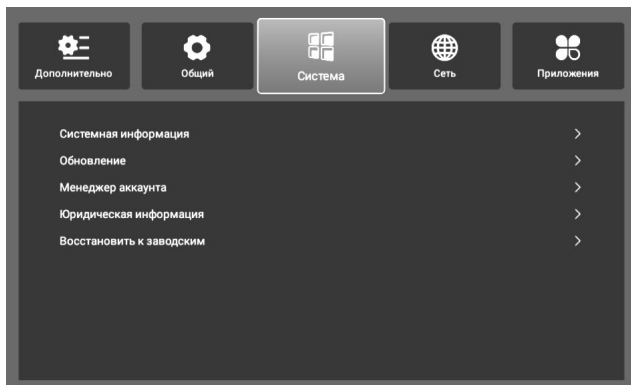 Дополнительно
Общий
Система
Сеть
Приложения
Системная информация
Обновление
Менеджер аккаунта
Юридическая информация
Восстановить к заводским